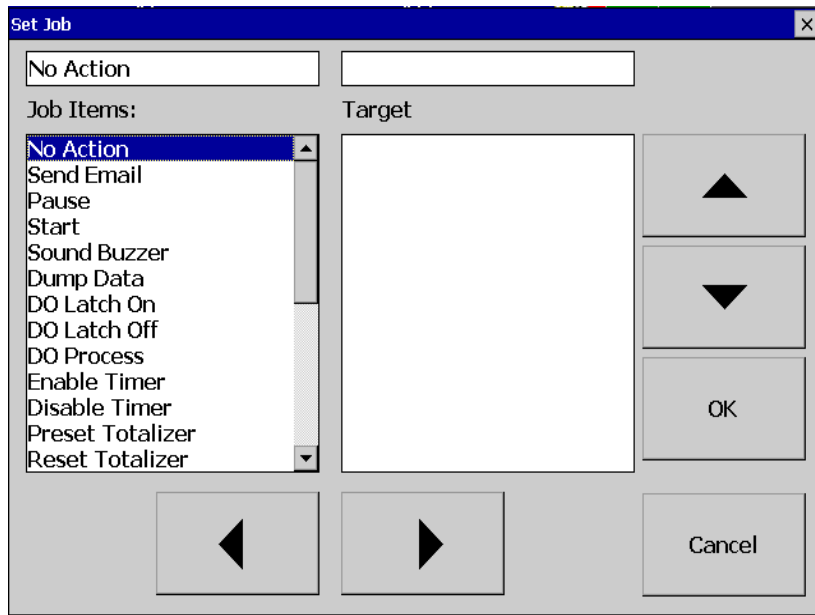 Set Job
No Action
Job Items:
Target
No Action
Send Email
Pause
Start
Sound Buzzer
Dump Data
DO Latch On
DO Latch Off
DO Process
Enable Timer
Disable Timer
Preset Totalizer
Reset Totalizer
OK
Cancel